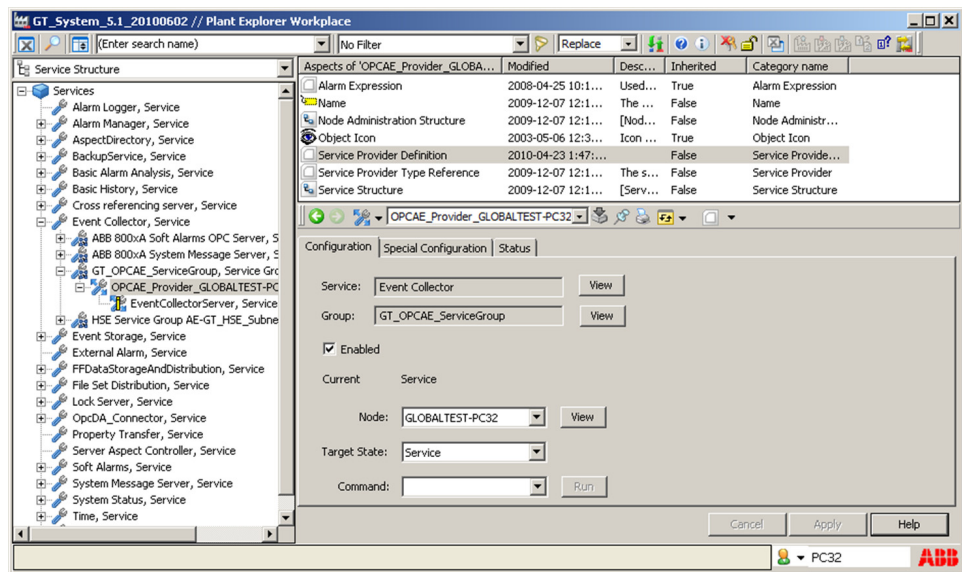 GT_System_5.1_20100602 // Plant Explorer Workplace
(Enter search name) No Filter Replace
Service Structure
Services
Alarm Logger, Service
Alarm Manager, Service
AspectDirectory, Service
BackupService, Service
Basic Alarm Analysis, Service
Basic History, Service
Cross referencing server, Service
Event Collector, Service
ABB 800xA Soft Alarms OPC Server, S
ABB 800xA System Message Server, S
GT_OPCAE_ServiceGroup, Service Grc
OPCAE_Provider_GLOBALTEST-PC
EventCollectorServer, Service
HSE Service Group AE-GT_HSE_Subne
Event Storage, Service
External Alarm, Service
FFDataStorageAndDistribution, Service
File Set Distribution, Service
Lock Server, Service
OpcDA_Connector, Service
Property Transfer, Service
Server Aspect Controller, Service
Soft Alarms, Service
System Message Server, Service
System Status, Service
Time, Service
Aspects of 'OPCAE_Provider_GLOBA... Modified Desc... Inherited Category name
Alarm Expression 2008-04-25 10:1... Used... True Alarm Expression
Name 2009-12-07 12:1... The ... False Name
Node Administration Structure 2009-12-07 12:1... [Nod... False Node Administr...
Object Icon 2003-05-06 12:3... Icon ... True Object Icon
Service Provider Definition 2010-04-23 1:47:... False Service Provide...
Service Provider Type Reference 2009-12-07 12:1... The s... False Service Provider
Service Structure 2009-12-07 12:1... [Serv... False Service Structure
OPCAE_Provider_GLOBALTEST-PC32
Configuration Special Configuration Status
Service: Event Collector View
Group: GT_OPCAE_ServiceGroup View
Enabled
Current Service
Node: GLOBALTEST-PC32 View
Target State: Service
Command: Run
Cancel Apply Help
PC32 ABB